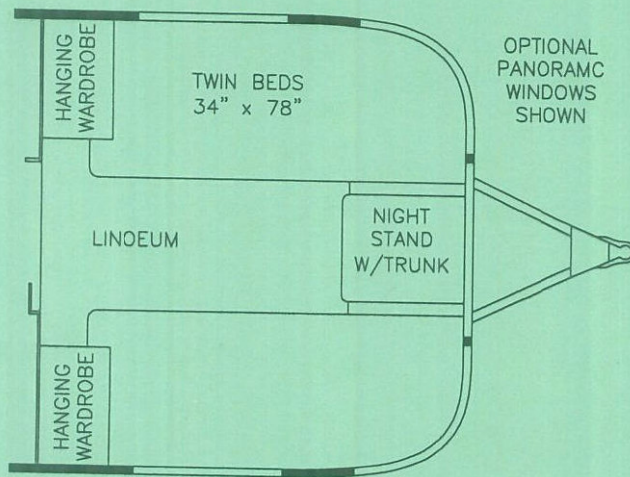 HANGING
WARDROBE
TWIN BEDS
34" x 78"
OPTIONAL
PANORAMC
WINDOWS
SHOWN
LINOEUM
NIGHT
STAND
W/TRUNK
HANGING
WARDROBE